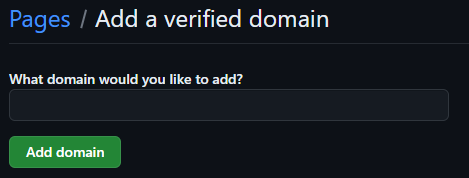 Pages / Add a verified domain
What domain would you like to add?
Add domain